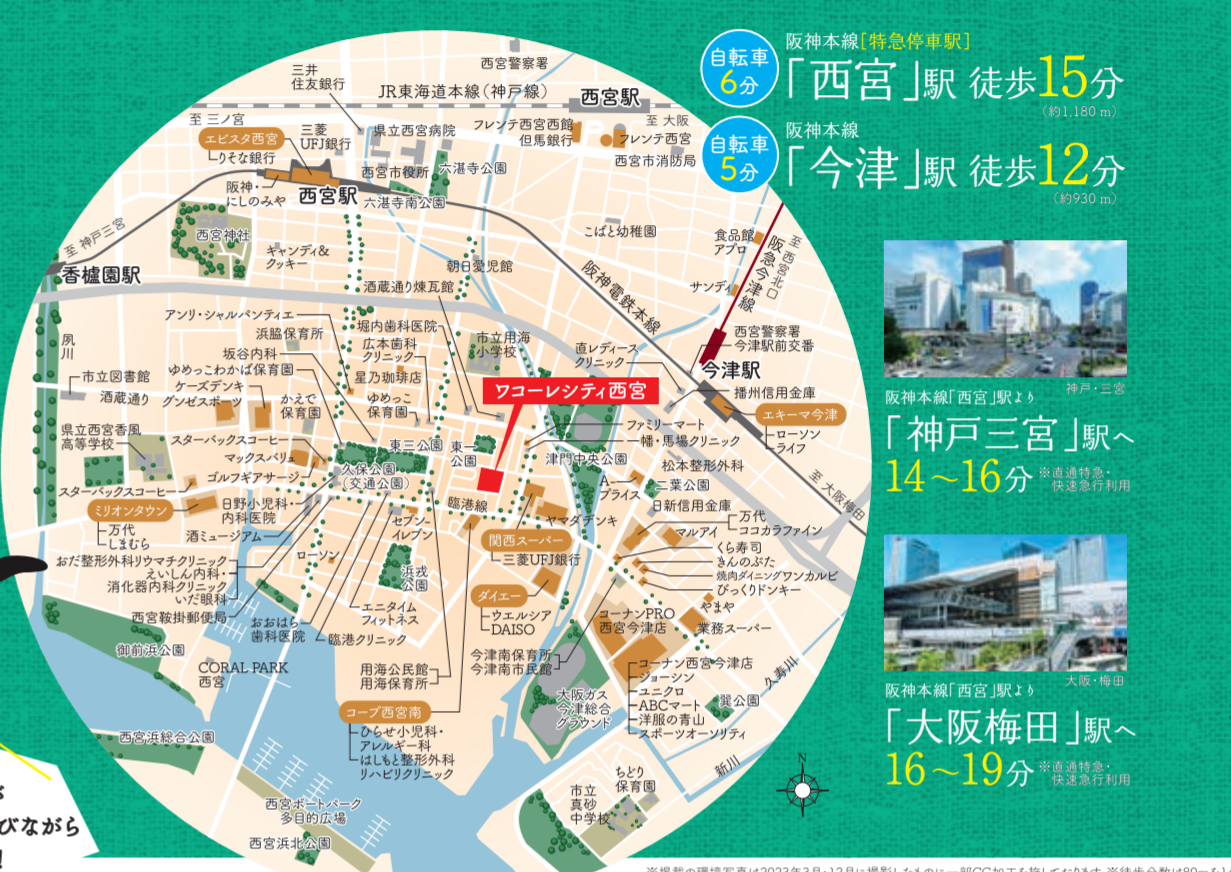 阪神本線[特急停車駅]
自転車
6分
「西宮」駅 徒歩15分
(約1,180 m)
阪神本線
自転車
5分
「今津」駅 徒歩12分
(約930 m)
神戸・三宮
阪神本線「西宮」駅より
「神戸三宮」駅へ
14～16分
※直通特急・
快速急行利用
大阪・梅田
阪神本線「西宮」駅より
「大阪梅田」駅へ
16～19分
※直通特急・
快速急行利用
西宮警察署
三井
住友銀行
JR東海道本線(神戸線)
西宮駅
至 三ノ宮
至 大阪
エビスタ西宮
りそな銀行
三菱
UFJ銀行
県立西宮病院
フレンテ西宮西館
但馬銀行
フレンテ西宮
西宮市消防局
西宮市役所
六湛寺公園
阪神・
にしのみや
西宮駅
六湛寺南公園
西宮神社
至 神戸三宮
香櫨園駅
キャンディ&
クッキー
こばと幼稚園
食品館
アプロ
至 西宮北口
阪急今津線
朝日愛児館
阪神電鉄本線
サンディ
酒蔵通り煉瓦館
アンリ・シャルパンティエ
浜脇保育所
堀内歯科医院
市立用海
小学校
西宮警察署
今津駅前交番
夙川
広本歯科
クリニック
直レディース
クリニック
今津駅
坂谷内科
ゆめっこわかば保育園
市立図書館
酒蔵通り
ケーズデンキ
グンゼスポーツ
星乃珈琲店
ワコーレシティ西宮
播州信用金庫
かえで
保育園
ゆめっこ
保育園
エキーマ今津
ローソン
ライフ
県立西宮香風
高等学校
スターバックスコーヒー
マックスバリュ
東三公園
東一
公園
ファミリーマート
幡・馬場クリニック
津門中央公園
松本整形外科
至 大阪梅田
ゴルフギアサージ
久保公園
(交通公園)
二葉公園
スターバックスコーヒー
A-
プライス
日新信用金庫
ミリオンタウン
万代
しまむら
日野小児科・
内科医院
臨港線
酒ミュージアム
セブン-
イレブン
ヤマダデンキ
マルアイ
万代
ココカラファイン
関西スーパー
三菱UFJ銀行
くら寿司
きんのぶた
焼肉ダイニングワンカルビ
びっくりドンキー
おだ整形外科リウマチクリニック
えいしん内科・
消化器内科クリニック
いだ眼科
ローソン
浜戎
公園
ダイエー
ウエルシア
DAISO
やまや
業務スーパー
西宮鞍掛郵便局
エニタイム
フィットネス
コーナンPRO
西宮今津店
おおはら
歯科医院
臨港クリニック
御前浜公園
今津南保育所
今津南市民館
CORAL PARK
西宮
用海公民館
用海保育所
コーナン西宮今津店
ジョーシン
ユニクロ
ABCマート
洋服の青山
スポーツオーソリティ
久寿川
巽公園
大阪ガス
今津総合
グラウンド
コープ西宮南
ひらせ小児科・
アレルギー科
はしもと整形外科
リハビリクリニック
西宮浜総合公園
新川
N
ちどり
保育園
市立
真砂
中学校
西宮ボートパーク
多目的広場
西宮浜北公園
が
びながら
!